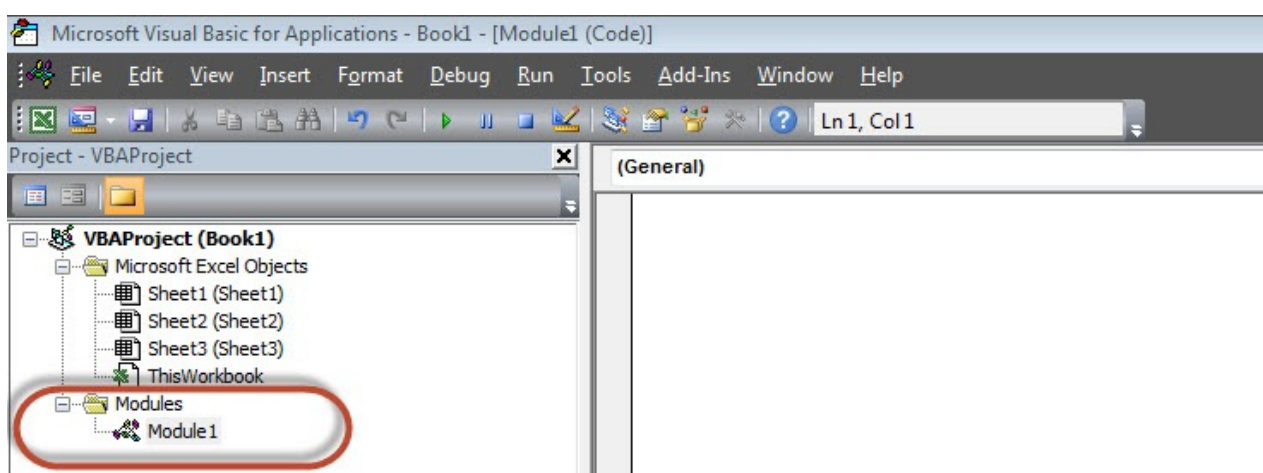 Microsoft Visual Basic for Applications - Book1 - [Module1 (Code)]
File Edit View Insert Format Debug Run Tools Add-Ins Window Help
Ln 1, Col 1
Project - VBAProject
(General)
VBAProject (Book1)
Microsoft Excel Objects
Sheet1 (Sheet1)
Sheet2 (Sheet2)
Sheet3 (Sheet3)
ThisWorkbook
Modules
Module1